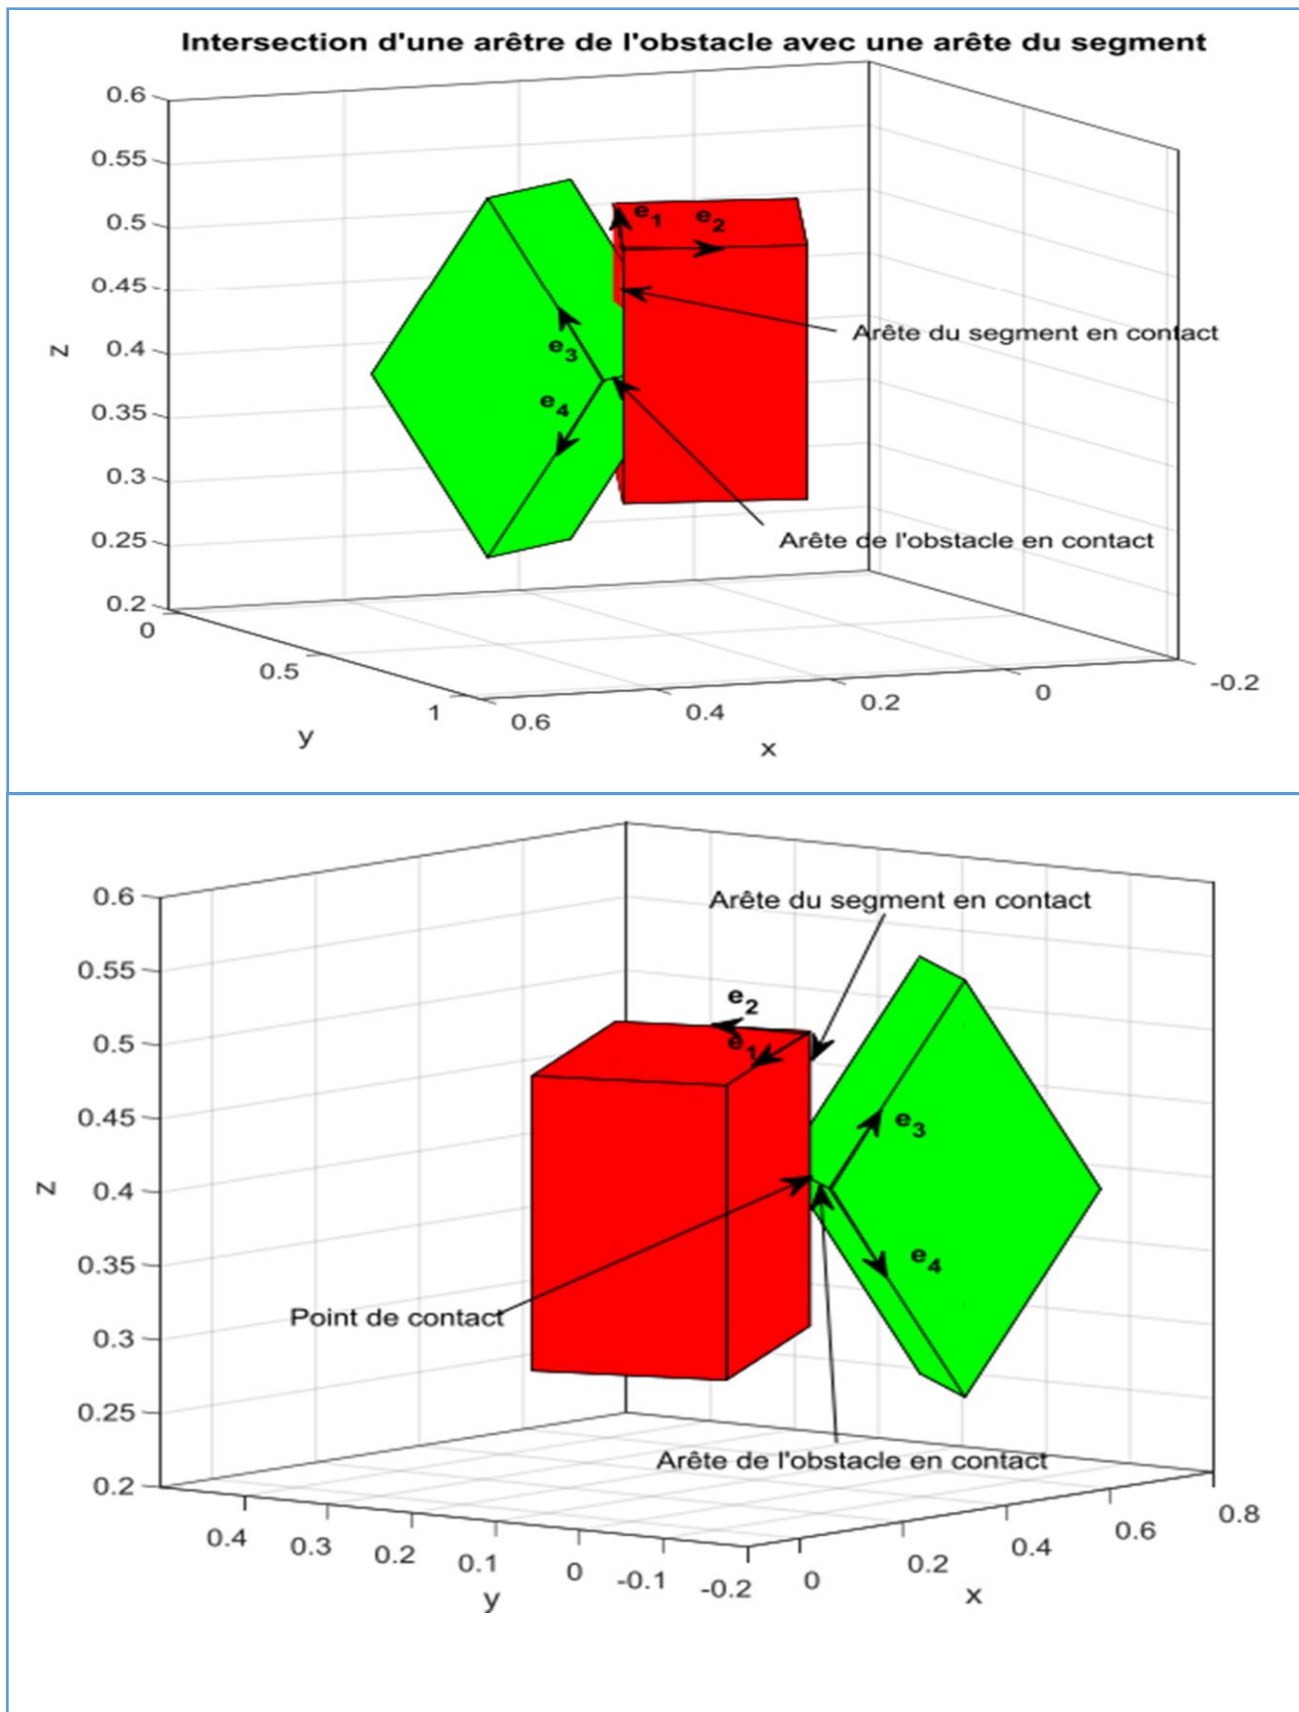 Intersection d'une arêtre de l'obstacle avec une arête du segment
0.6
0.55
0.5
0.45
0.4
0.35
0.3
0.25
0.2
z
e1
e2
Arête du segment en contact
e3
e4
Arête de l'obstacle en contact
0
0.5
1
y
0.6
0.4
0.2
0
-0.2
x
0.6
0.55
0.5
0.45
0.4
0.35
0.3
0.25
0.2
z
Arête du segment en contact
e2
e1
e3
e4
Point de contact
Arête de l'obstacle en contact
0.4
0.3
0.2
0.1
0
-0.1
-0.2
y
0
0.2
0.4
0.6
0.8
x